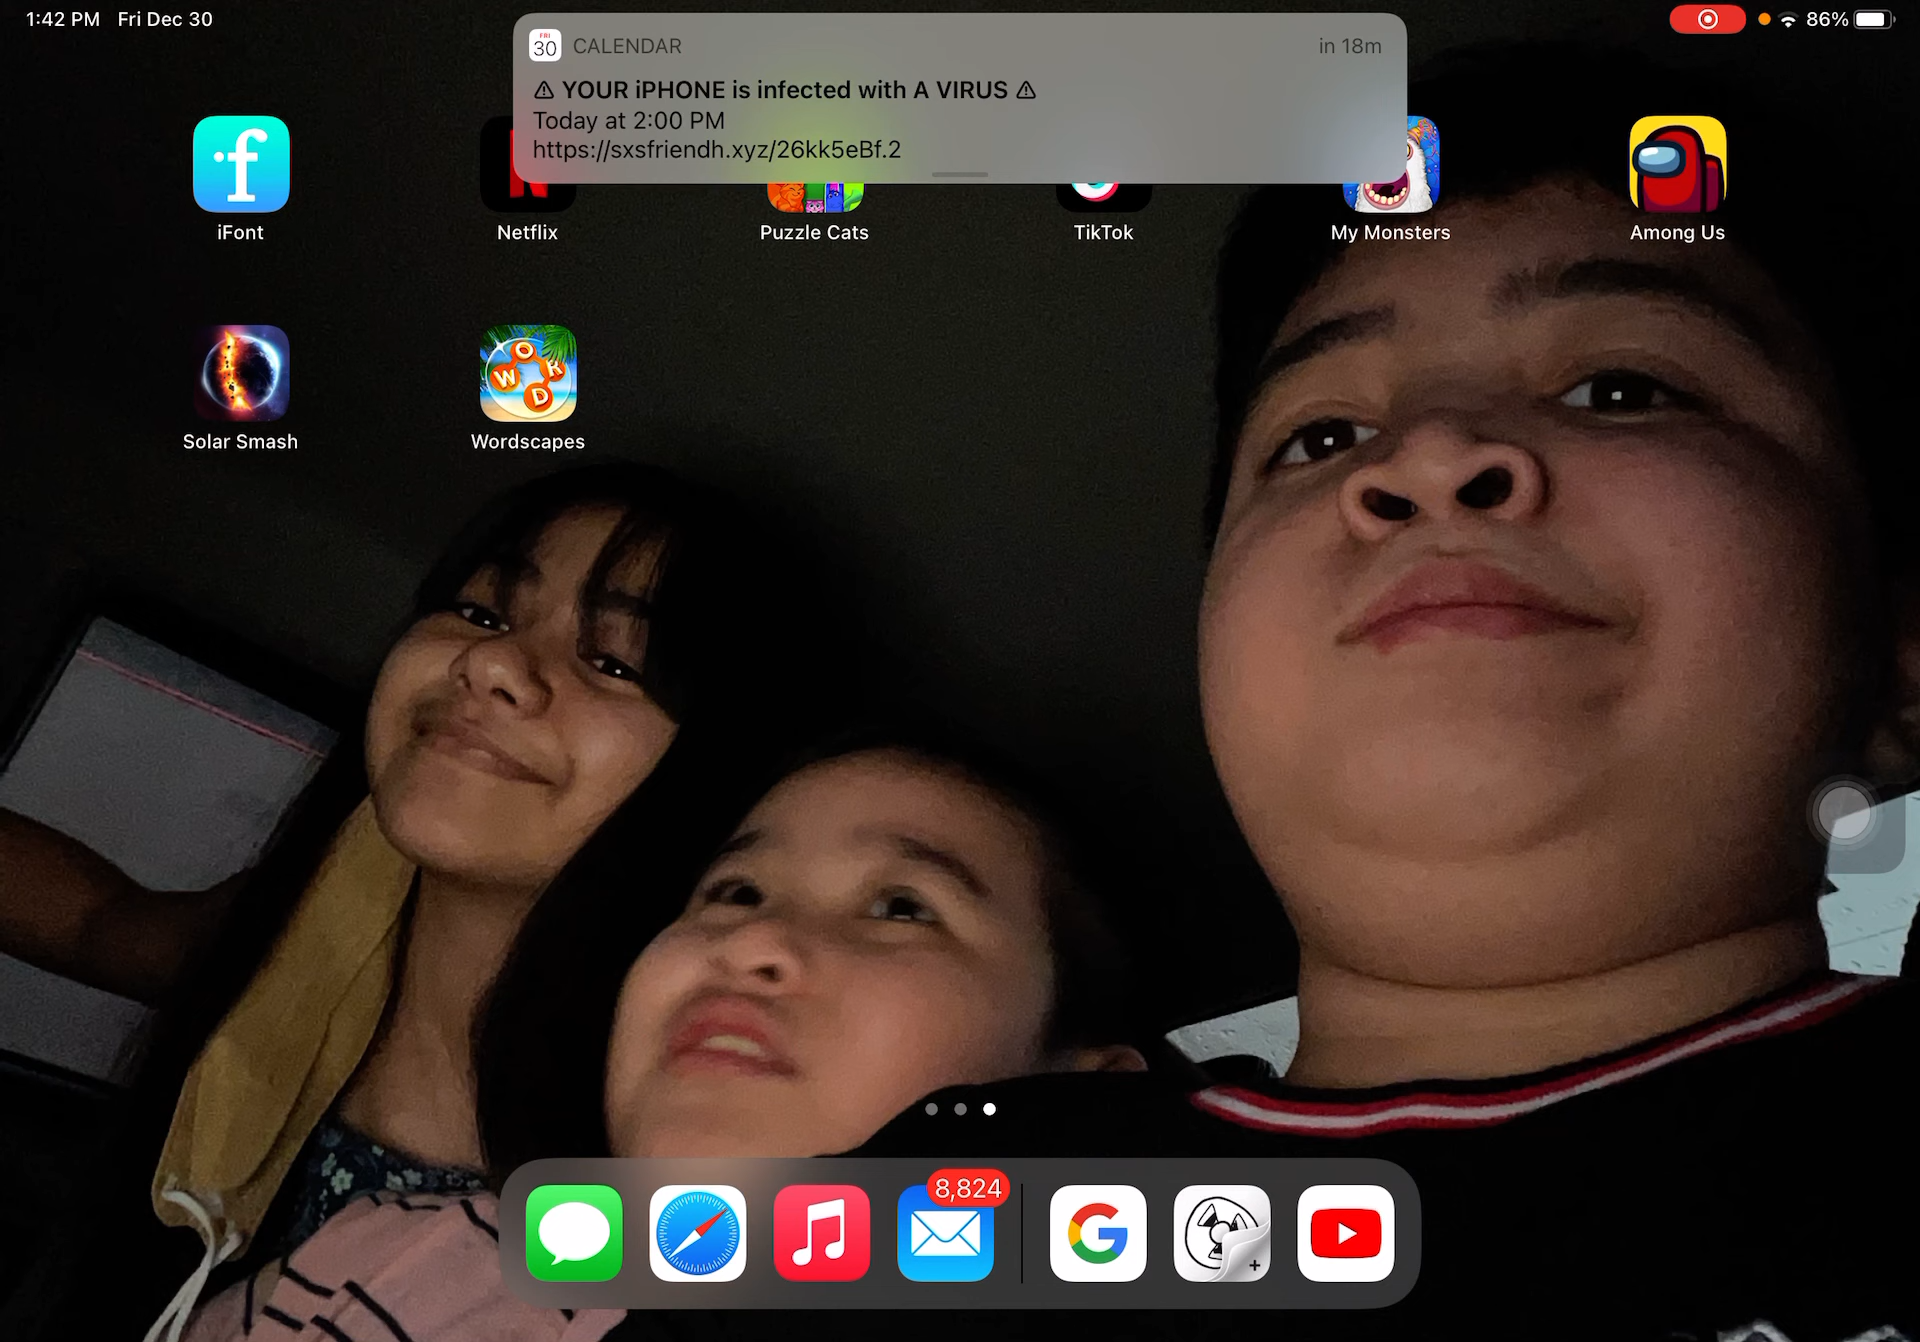 1:42 PM Fri Dec 30
86%
FRI
30
CALENDAR
in 18m
⚠ YOUR iPHONE is infected with A VIRUS ⚠
Today at 2:00 PM
https://sxsfriendh.xyz/26kk5eBf.2
f
iFont
Netflix
Puzzle Cats
TikTok
My Monsters
Among Us
W O R D
Solar Smash
Wordscapes
8,824
G